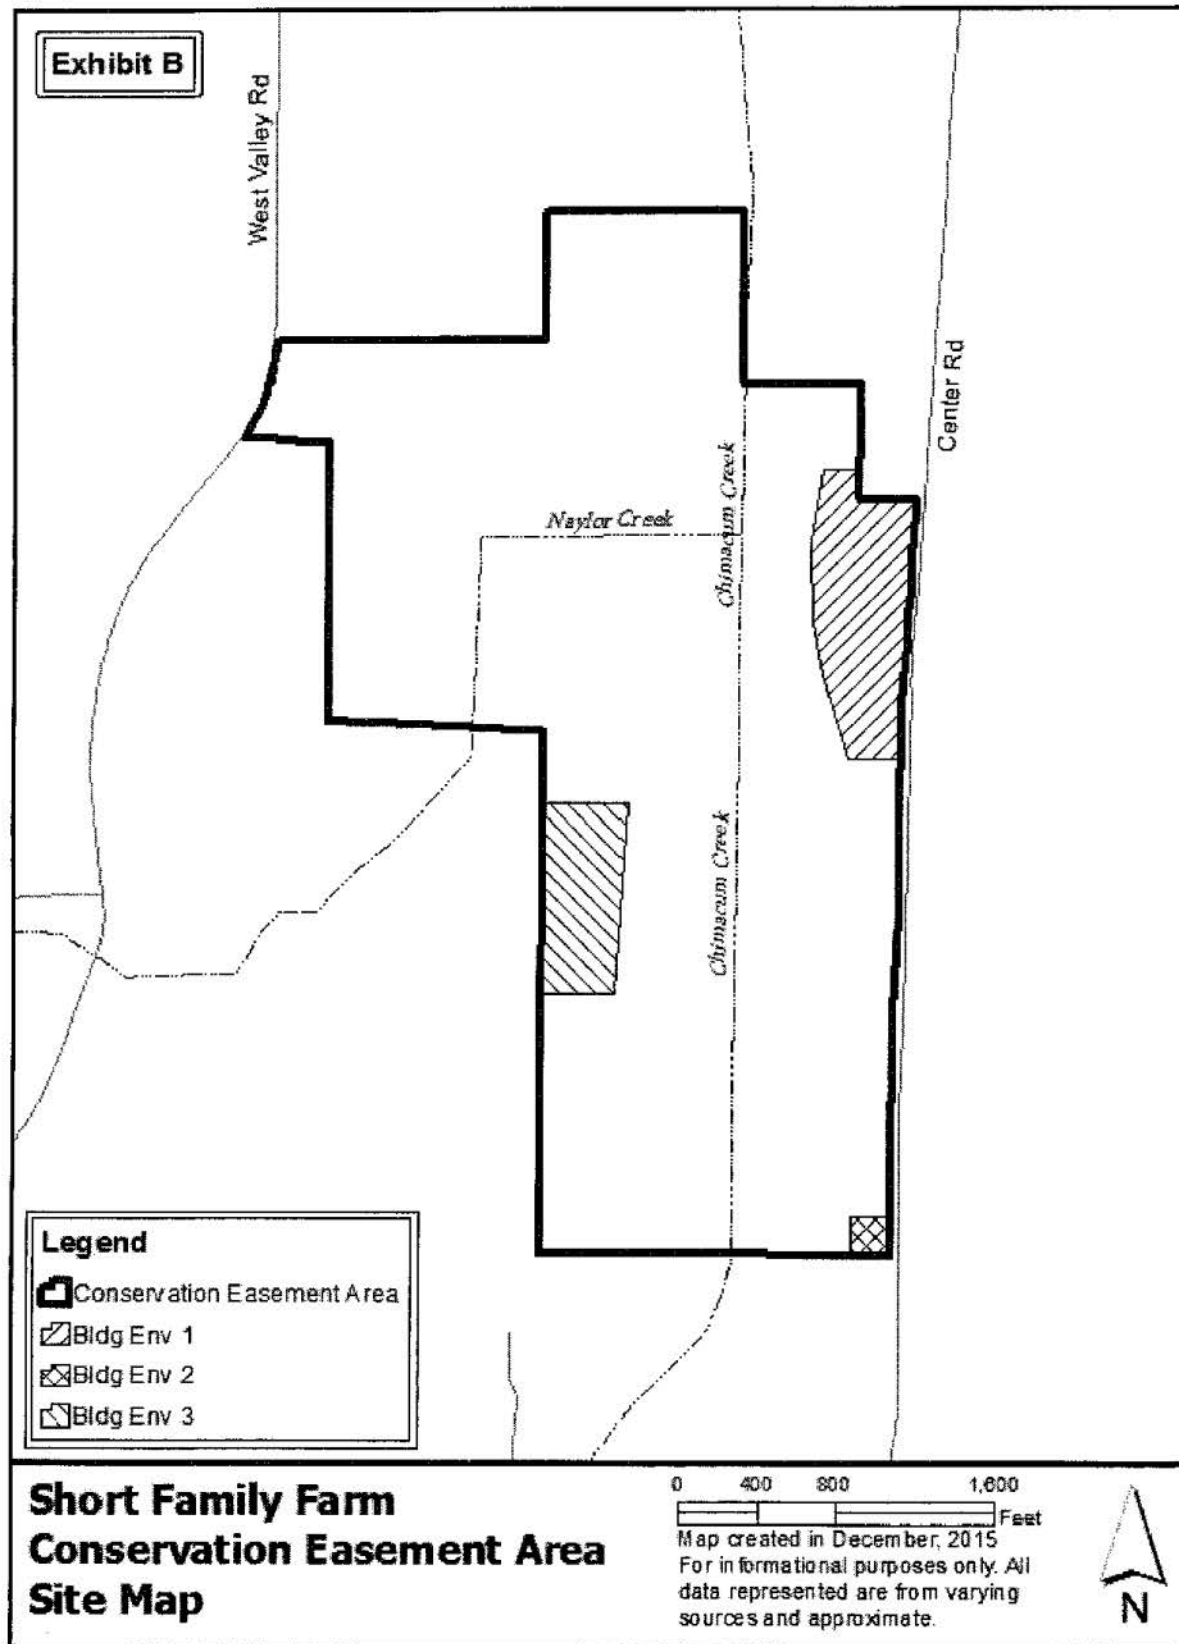 Exhibit B
West Valley Rd
Center Rd
Chimacum Creek
Naylor Creek
Chimacum Creek
Legend
Conservation Easement Area
Bldg Env 1
Bldg Env 2
Bldg Env 3
Short Family Farm
Conservation Easement Area
Site Map
0 400 800 1,600
Feet
Map created in December, 2015
For informational purposes only. All
data represented are from varying
sources and approximate.
N